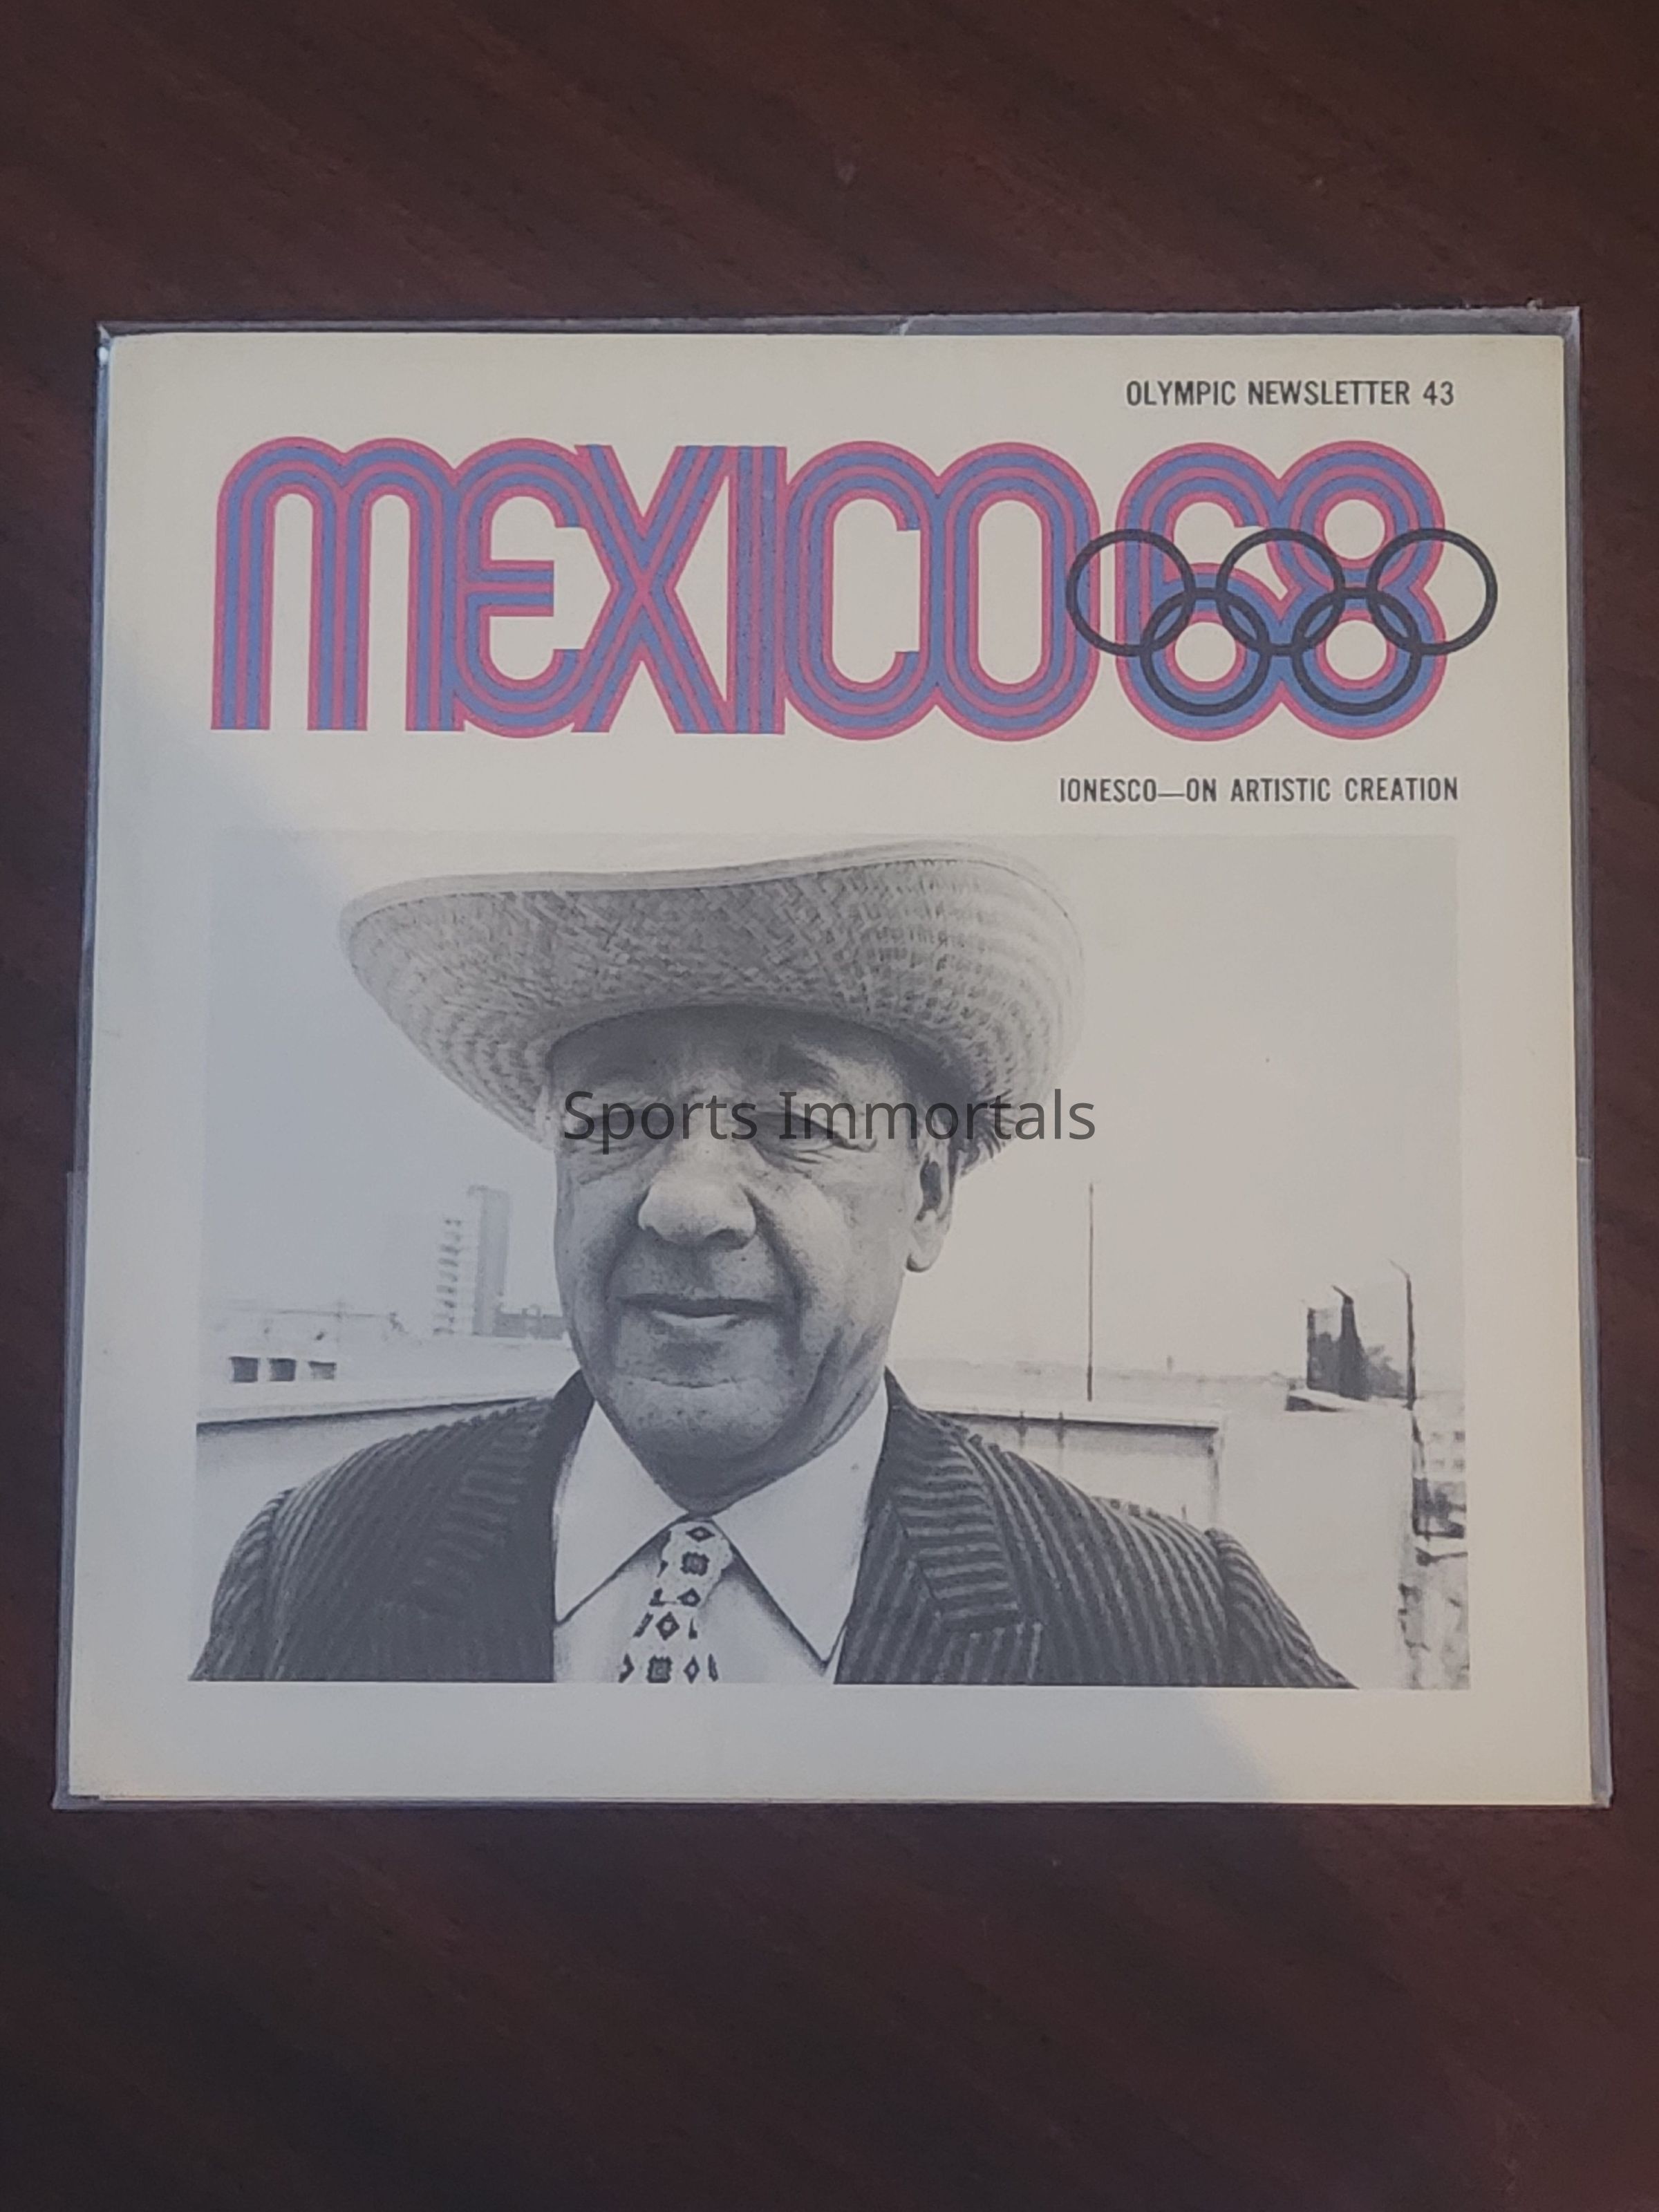 OLYMPIC NEWSLETTER 43
MEXICO68
IONESCO—ON ARTISTIC CREATION
Sports Immortals